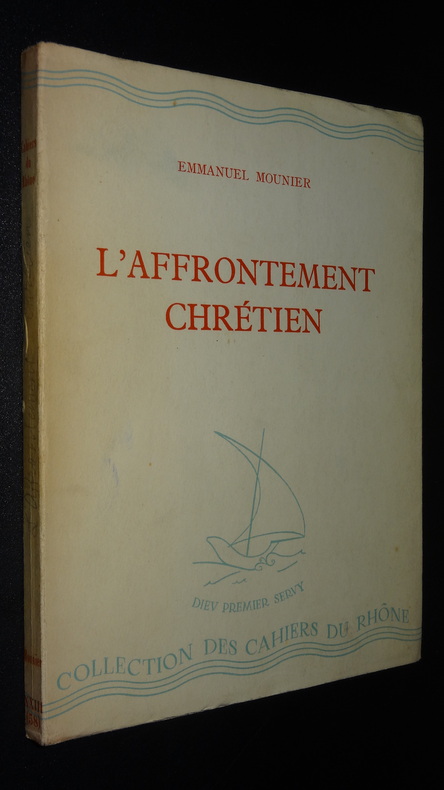 EMMANUEL MOUNIER
L'AFFRONTEMENT
CHRÉTIEN
DIEV PREMIER SERVY
COLLECTION DES CAHIERS DU RHÔNE